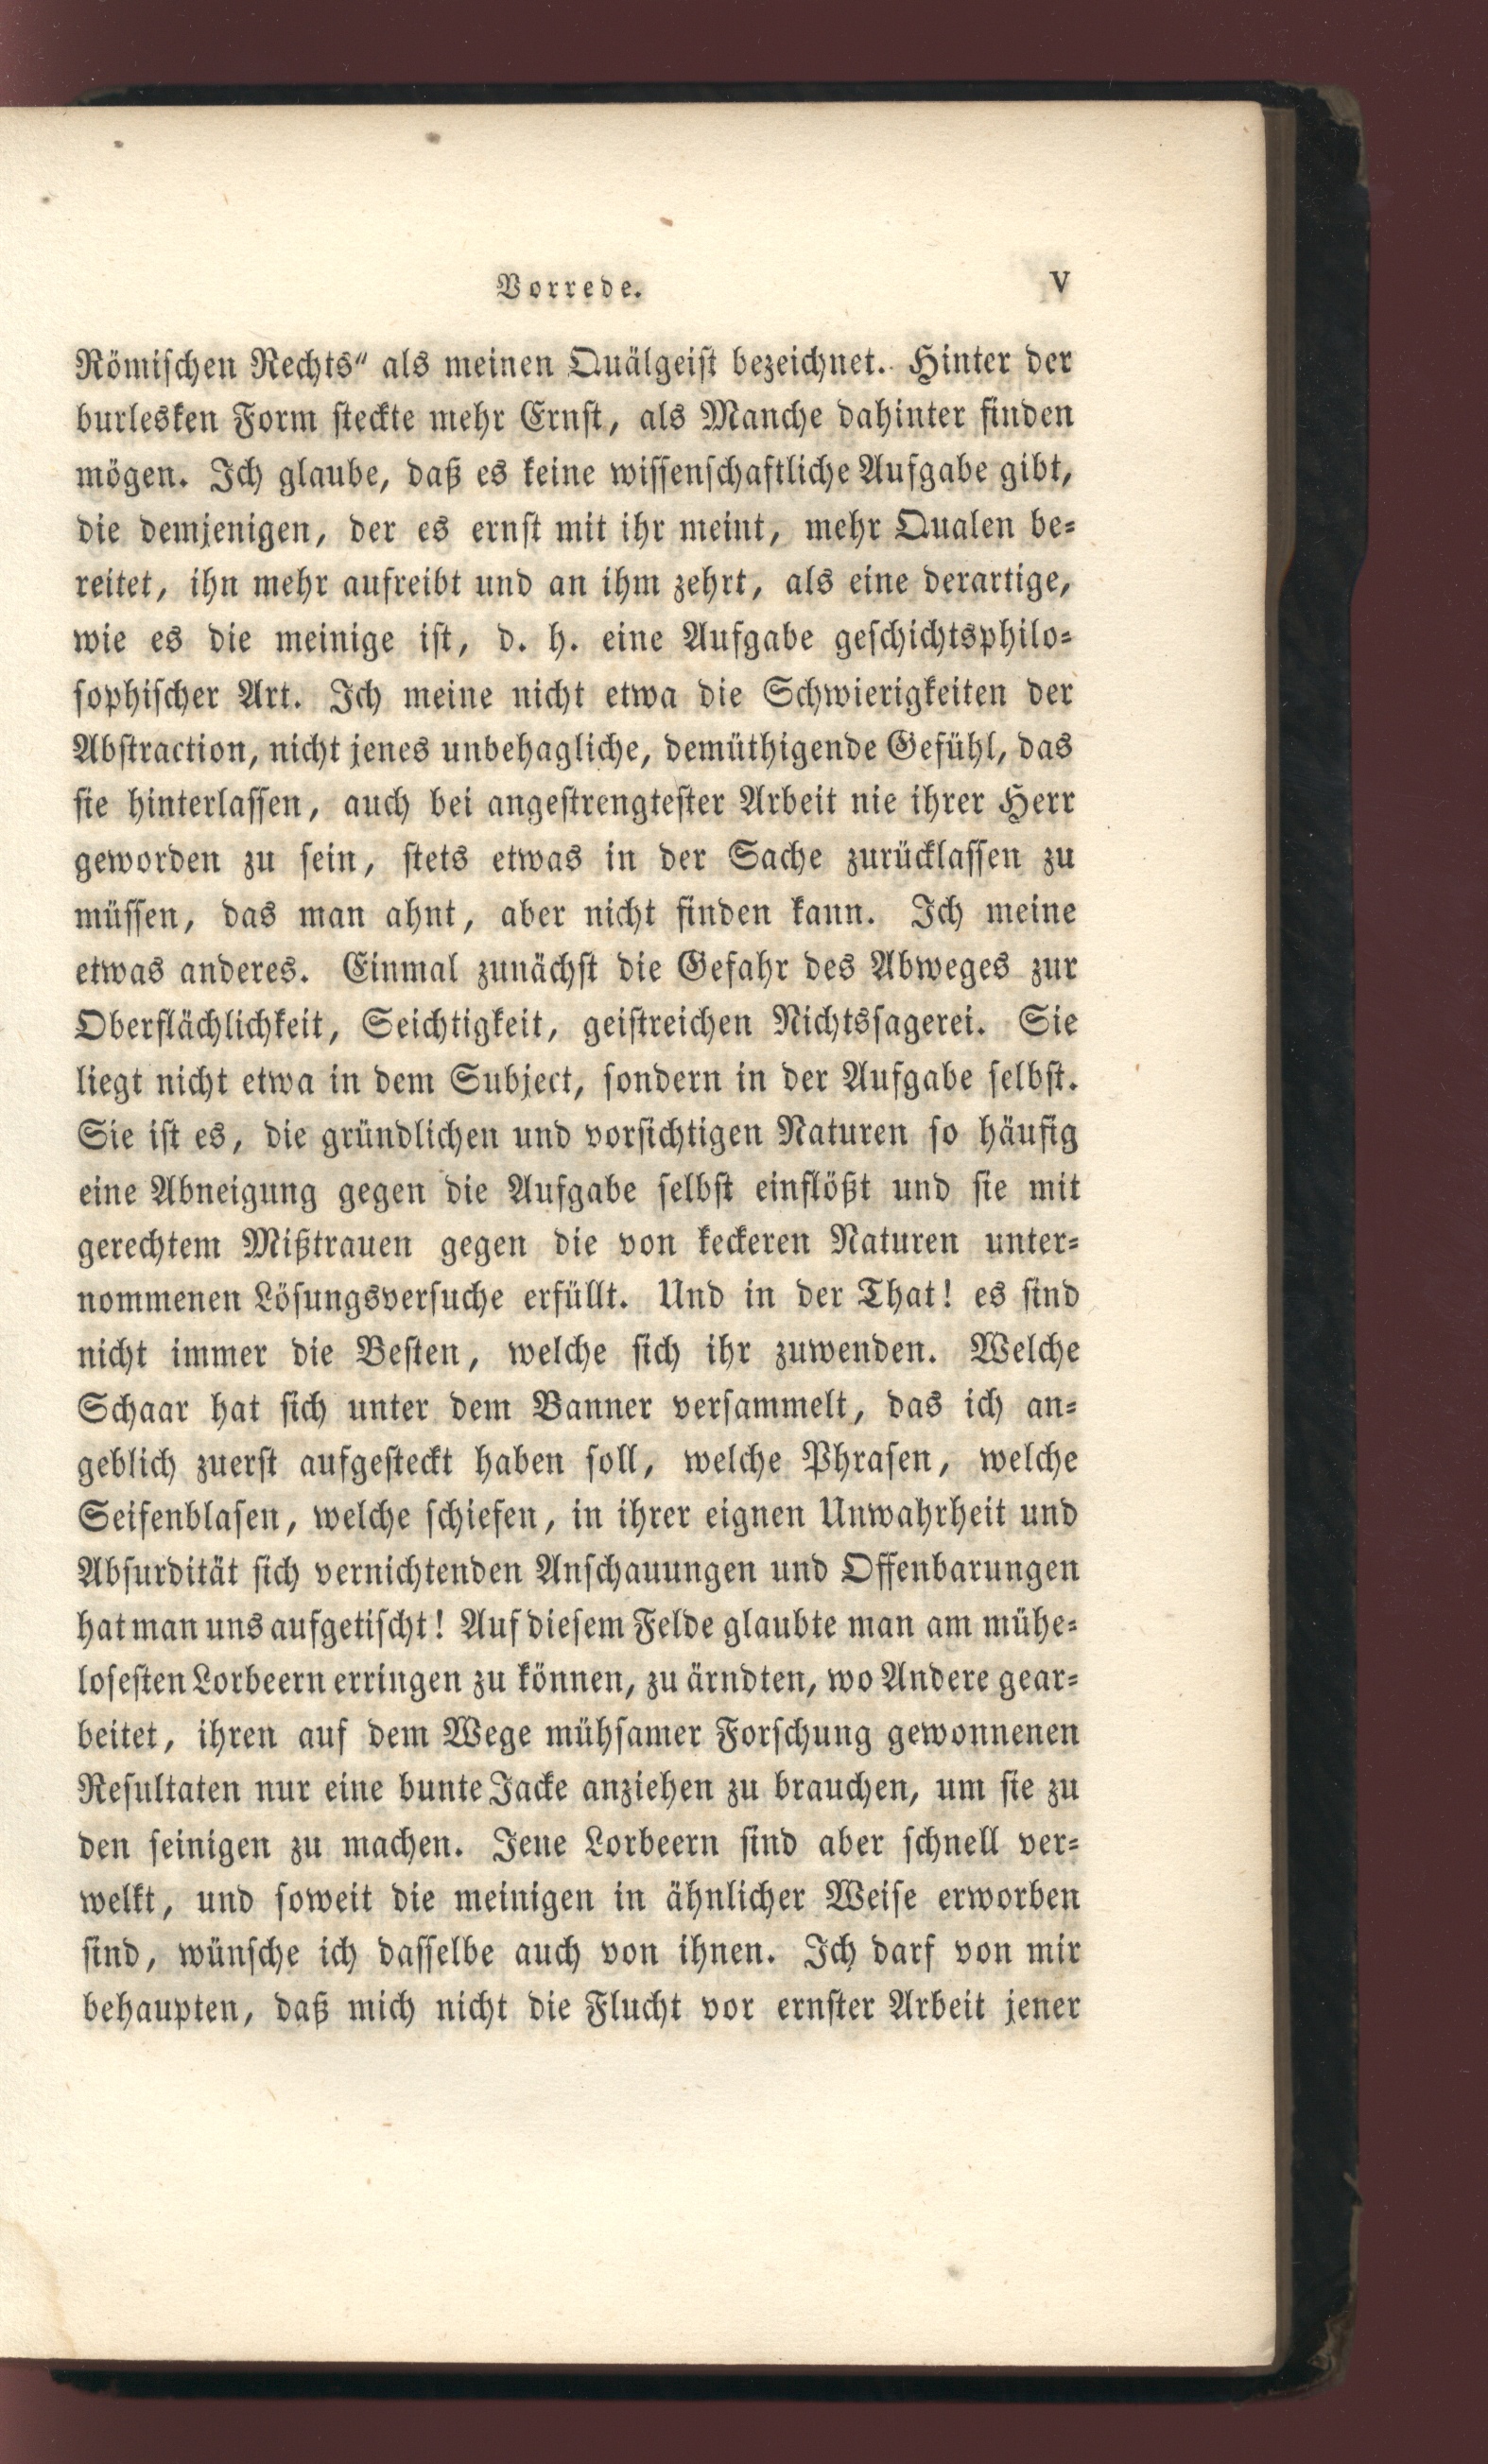 Vorrede. V
Römischen Rechts“ als meinen Quälgeist bezeichnet. Hinter der
burlesken Form steckte mehr Ernst, als Manche dahinter finden
mögen. Ich glaube, daß es keine wissenschaftliche Aufgabe gibt,
die demjenigen, der es ernst mit ihr meint, mehr Qualen be-
reitet, ihn mehr aufreibt und an ihm zehrt, als eine derartige,
wie es die meinige ist, d. h. eine Aufgabe geschichtsphilo-
sophischer Art. Ich meine nicht etwa die Schwierigkeiten der
Abstraction, nicht jenes unbehagliche, demüthigende Gefühl, das
sie hinterlassen, auch bei angestrengtester Arbeit nie ihrer Herr
geworden zu sein, stets etwas in der Sache zurücklassen zu
müssen, das man ahnt, aber nicht finden kann. Ich meine
etwas anderes. Einmal zunächst die Gefahr des Abweges zur
Oberflächlichkeit, Seichtigkeit, geistreichen Nichtssagerei. Sie
liegt nicht etwa in dem Subject, sondern in der Aufgabe selbst.
Sie ist es, die gründlichen und vorsichtigen Naturen so häufig
eine Abneigung gegen die Aufgabe selbst einflößt und sie mit
gerechtem Mißtrauen gegen die von keckeren Naturen unter-
nommenen Lösungsversuche erfüllt. Und in der That! es sind
nicht immer die Besten, welche sich ihr zuwenden. Welche
Schaar hat sich unter dem Banner versammelt, das ich an-
geblich zuerst aufgesteckt haben soll, welche Phrasen, welche
Seifenblasen, welche schiefen, in ihrer eignen Unwahrheit und
Absurdität sich vernichtenden Anschauungen und Offenbarungen
hat man uns aufgetischt! Auf diesem Felde glaubte man am mühe-
losesten Lorbeern erringen zu können, zu ärndten, wo Andere gear-
beitet, ihren auf dem Wege mühsamer Forschung gewonnenen
Resultaten nur eine bunte Jacke anziehen zu brauchen, um sie zu
den seinigen zu machen. Jene Lorbeern sind aber schnell ver-
welkt, und soweit die meinigen in ähnlicher Weise erworben
sind, wünsche ich dasselbe auch von ihnen. Ich darf von mir
behaupten, daß mich nicht die Flucht vor ernster Arbeit jener